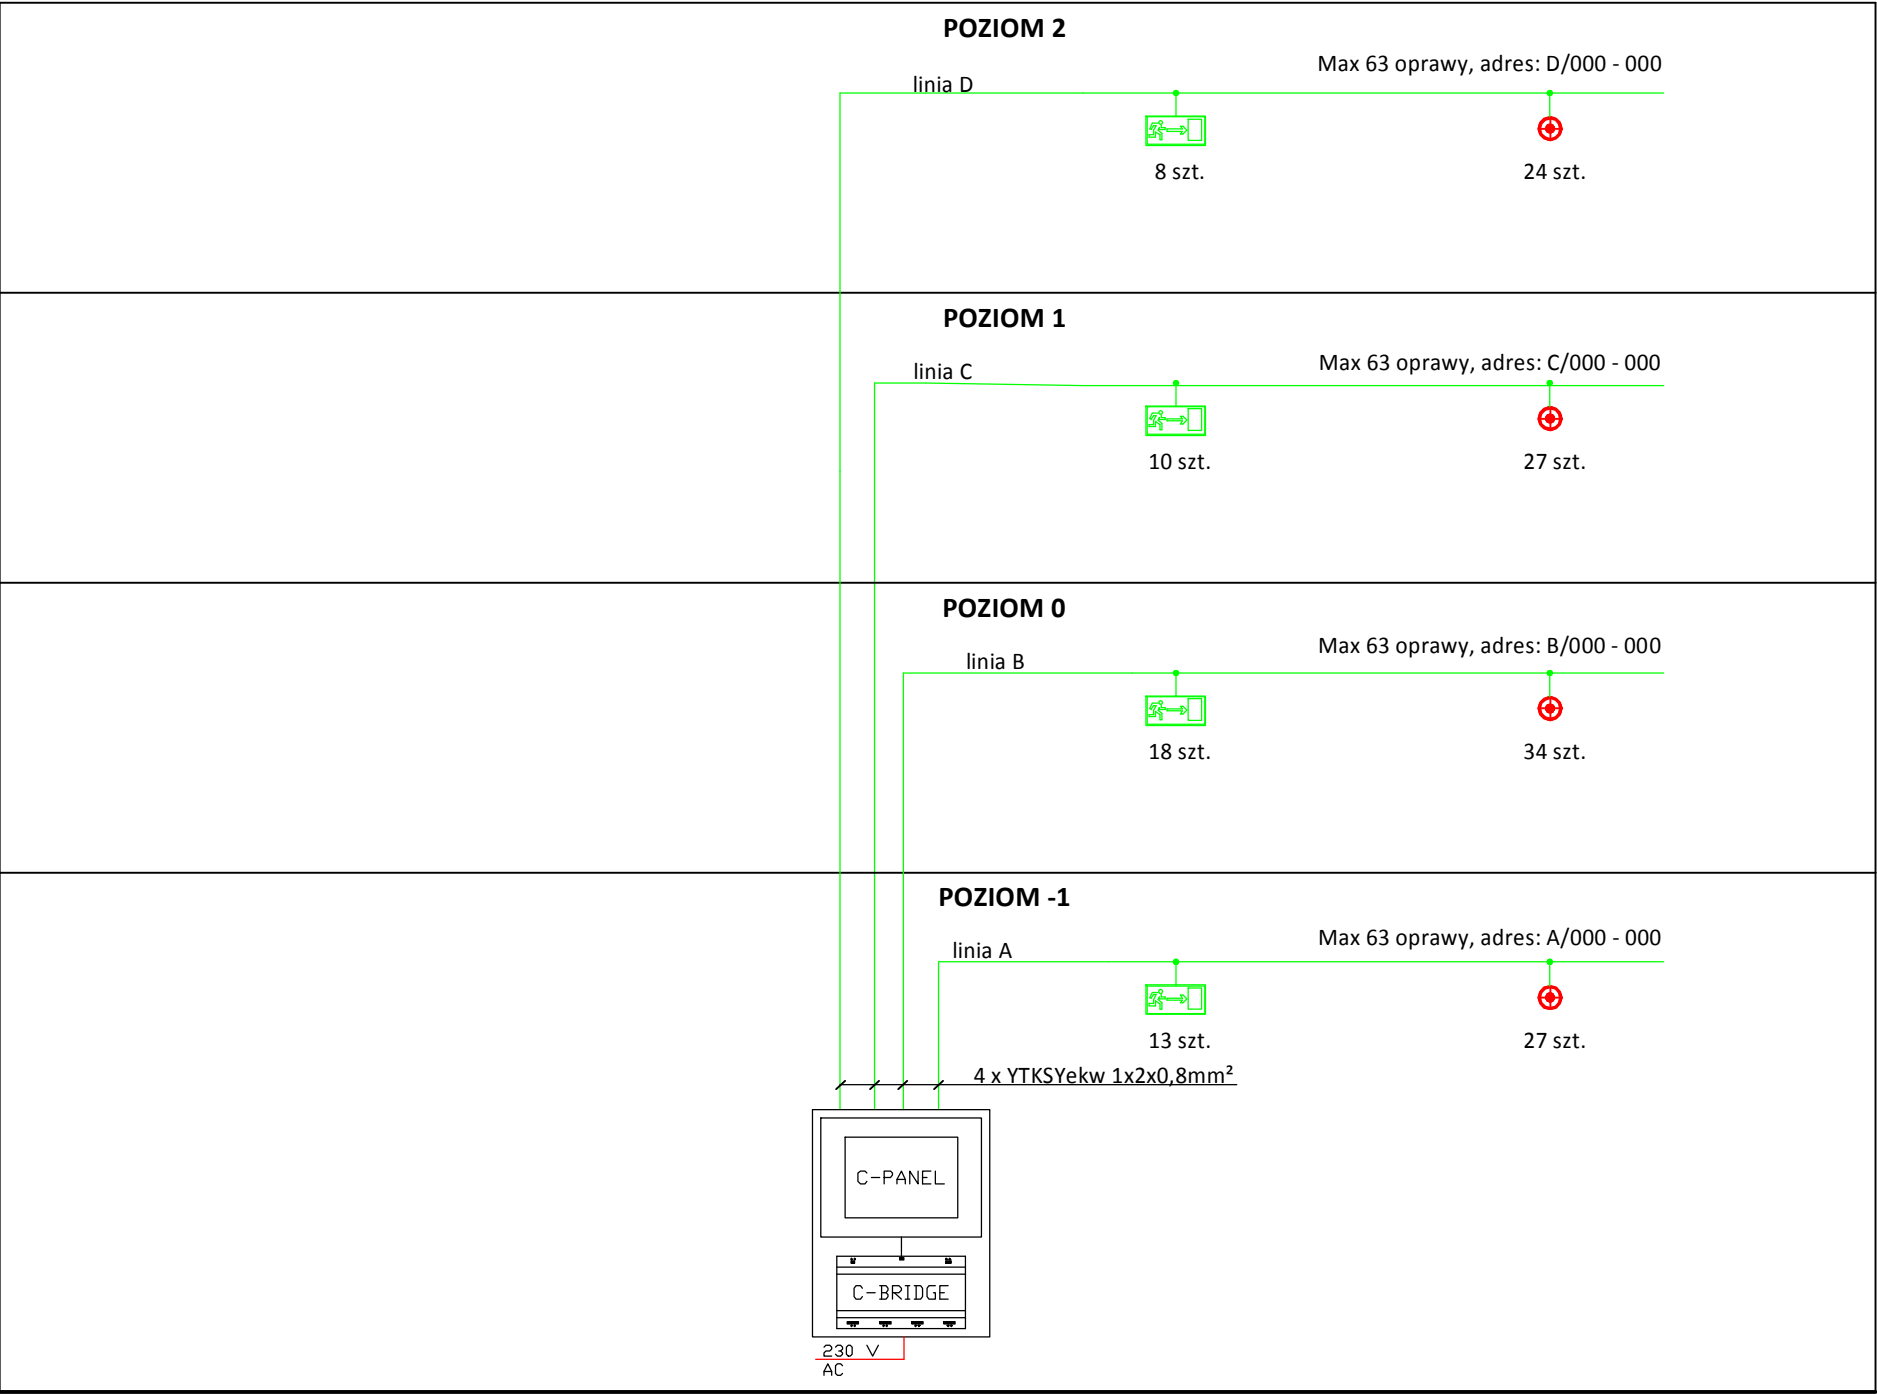 POZIOM 2
Max 63 oprawy, adres: D/000 - 000
linia D
8 szt.
24 szt.
POZIOM 1
Max 63 oprawy, adres: C/000 - 000
linia C
10 szt.
27 szt.
POZIOM 0
Max 63 oprawy, adres: B/000 - 000
linia B
18 szt.
34 szt.
POZIOM -1
Max 63 oprawy, adres: A/000 - 000
linia A
13 szt.
27 szt.
4 x YTKSYekw 1x2x0,8mm²
C-PANEL
C-BRIDGE
230 V
AC